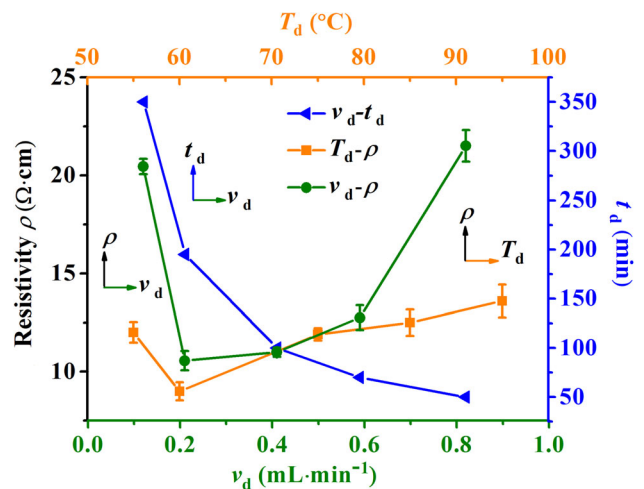 T_d (°C)
50 60 70 80 90 100
25
20
15
10
Resistivity ρ (Ω·cm)
350
300
250
200
150
100
50
t_d (min)
v_d-t_d
T_d-ρ
v_d-ρ
t_d
v_d
ρ
v_d
ρ
T_d
0.0 0.2 0.4 0.6 0.8 1.0
v_d (mL·min⁻¹)